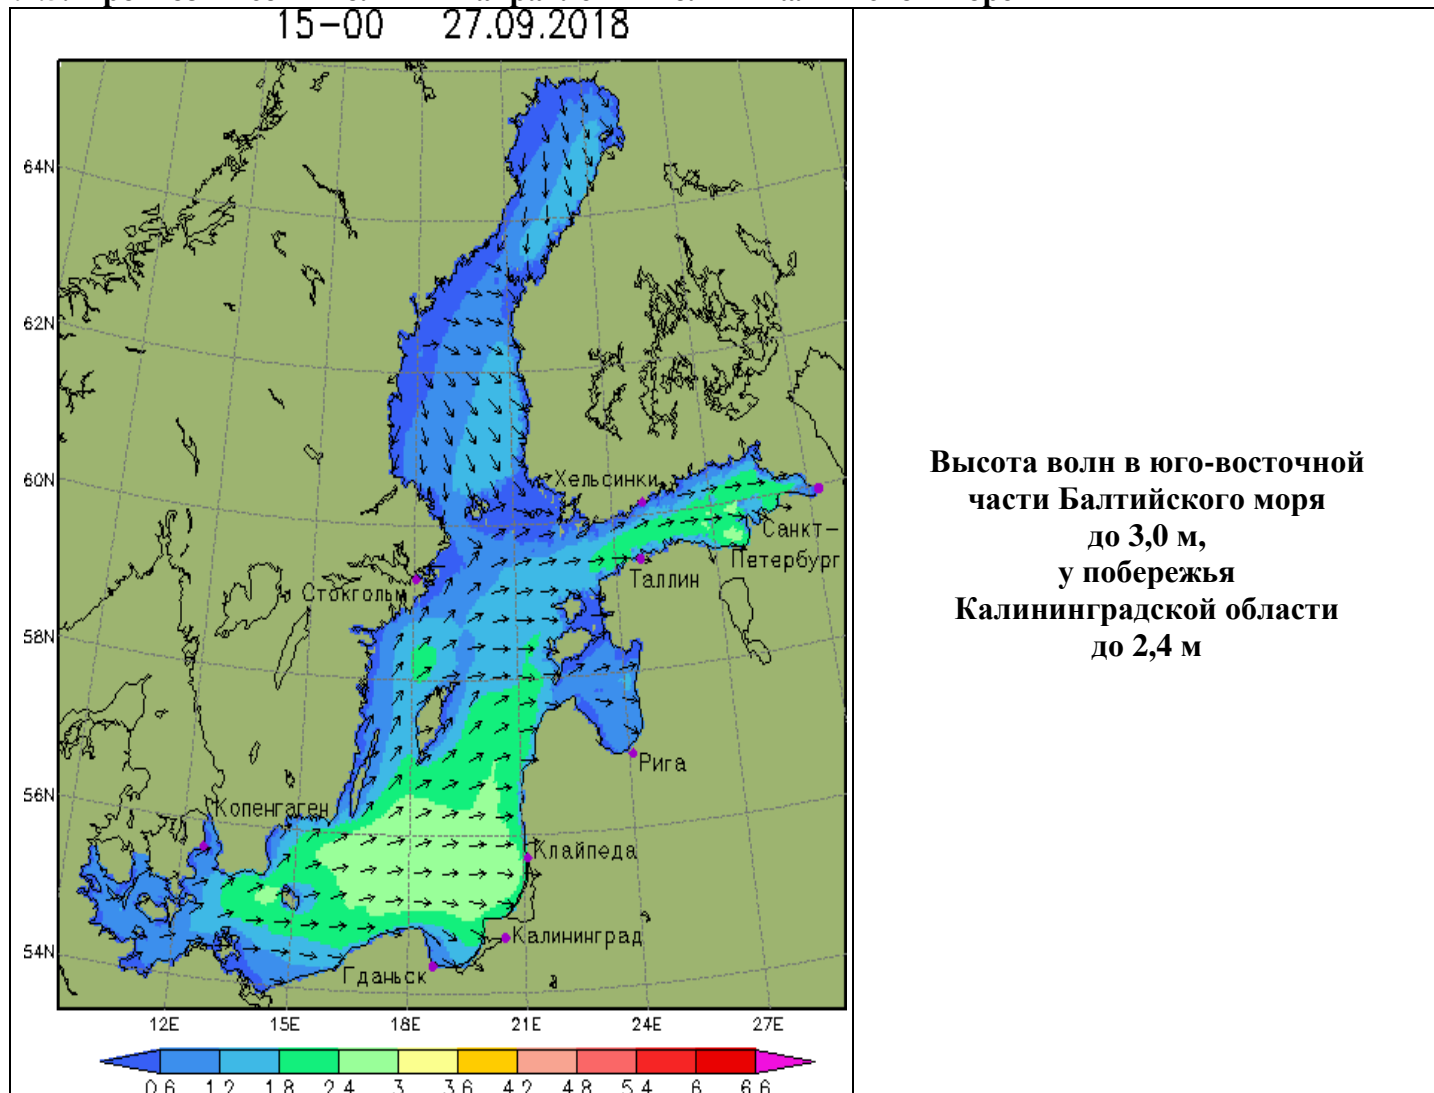 15-00 27.09.2018
64N
62N
60N
58N
56N
54N
Хельсинки
Санкт-
Петербург
Таллин
Стокгольм
Рига
Копенгаген
Клайпеда
Калининград
Гданьск
12E 15E 18E 21E 24E 27E
0.6 1.2 1.8 2.4 3 3.6 4.2 4.8 5.4 6 6.6
Высота волн в юго-восточной
части Балтийского моря
до 3,0 м,
у побережья
Калининградской области
до 2,4 м